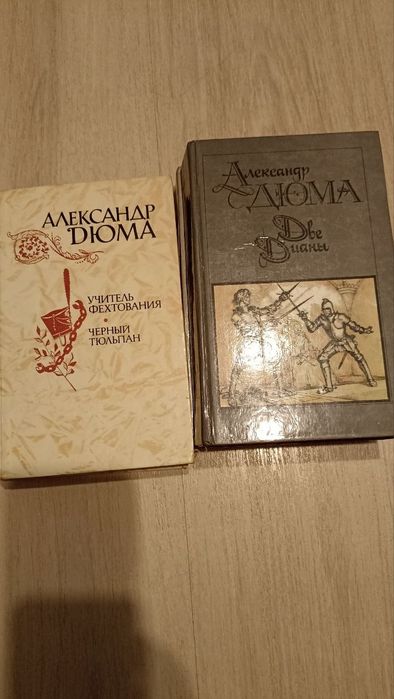 АЛЕКСАНДР
ДЮМА
УЧИТЕЛЬ
ФЕХТОВАНИЯ
•
ЧЕРНЫЙ
ТЮЛЬПАН
Александр
ДЮМА
Две
Дианы